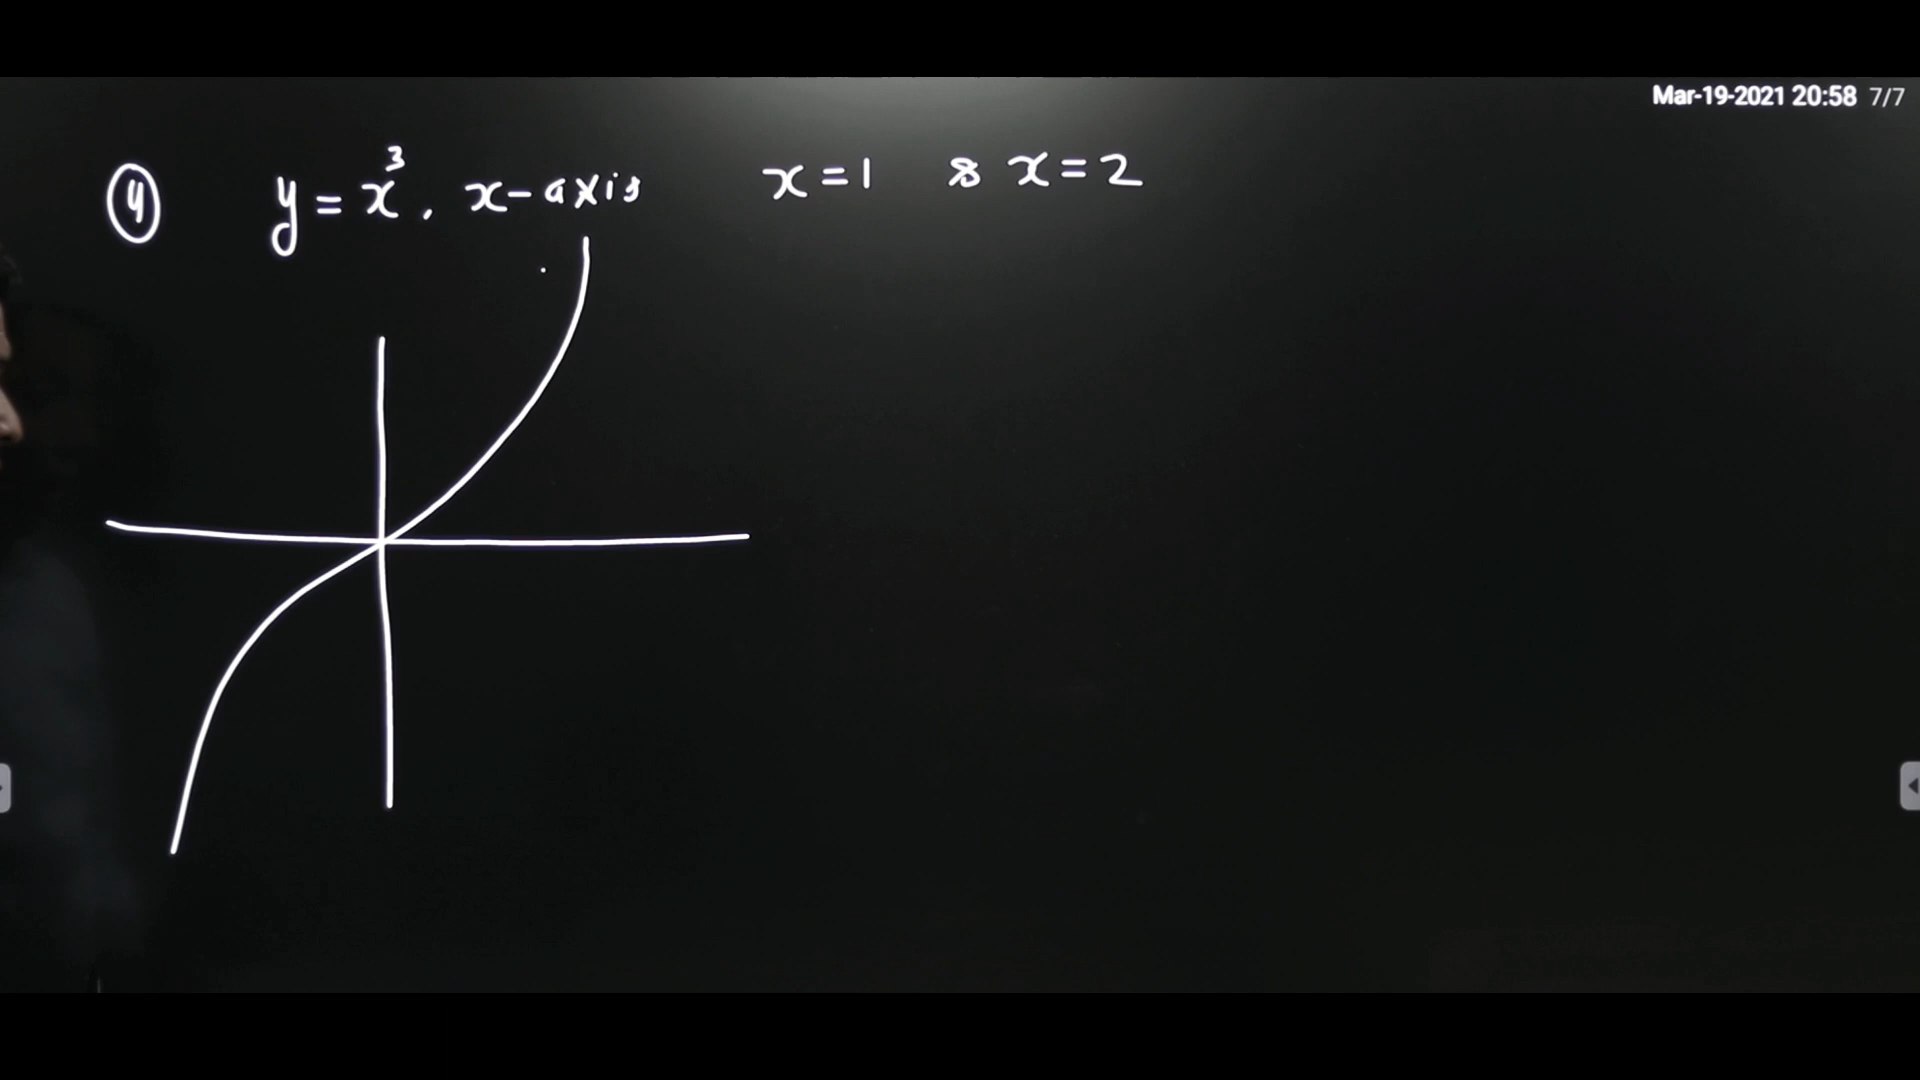 Mar-19-2021 20:58 7/7
④ y = x³, x-axis x = 1 & x = 2